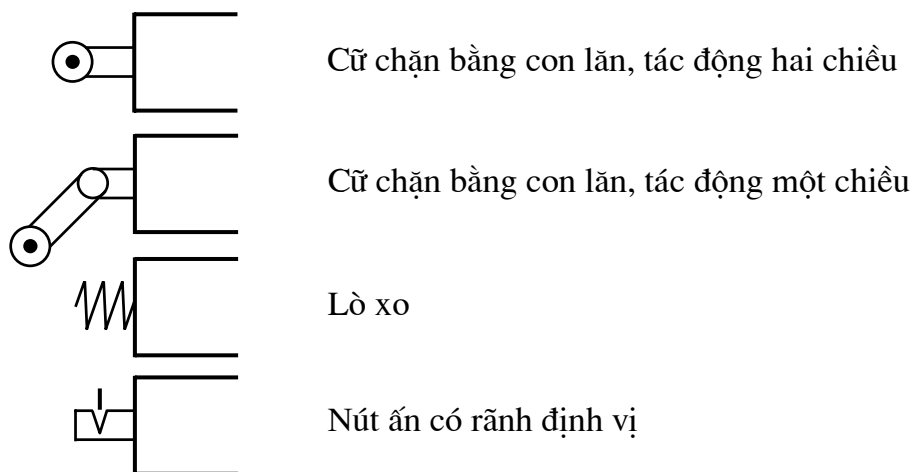 Cữ chặn bằng con lăn, tác động hai chiều
Cữ chặn bằng con lăn, tác động một chiều
Lò xo
Nút ấn có rãnh định vị